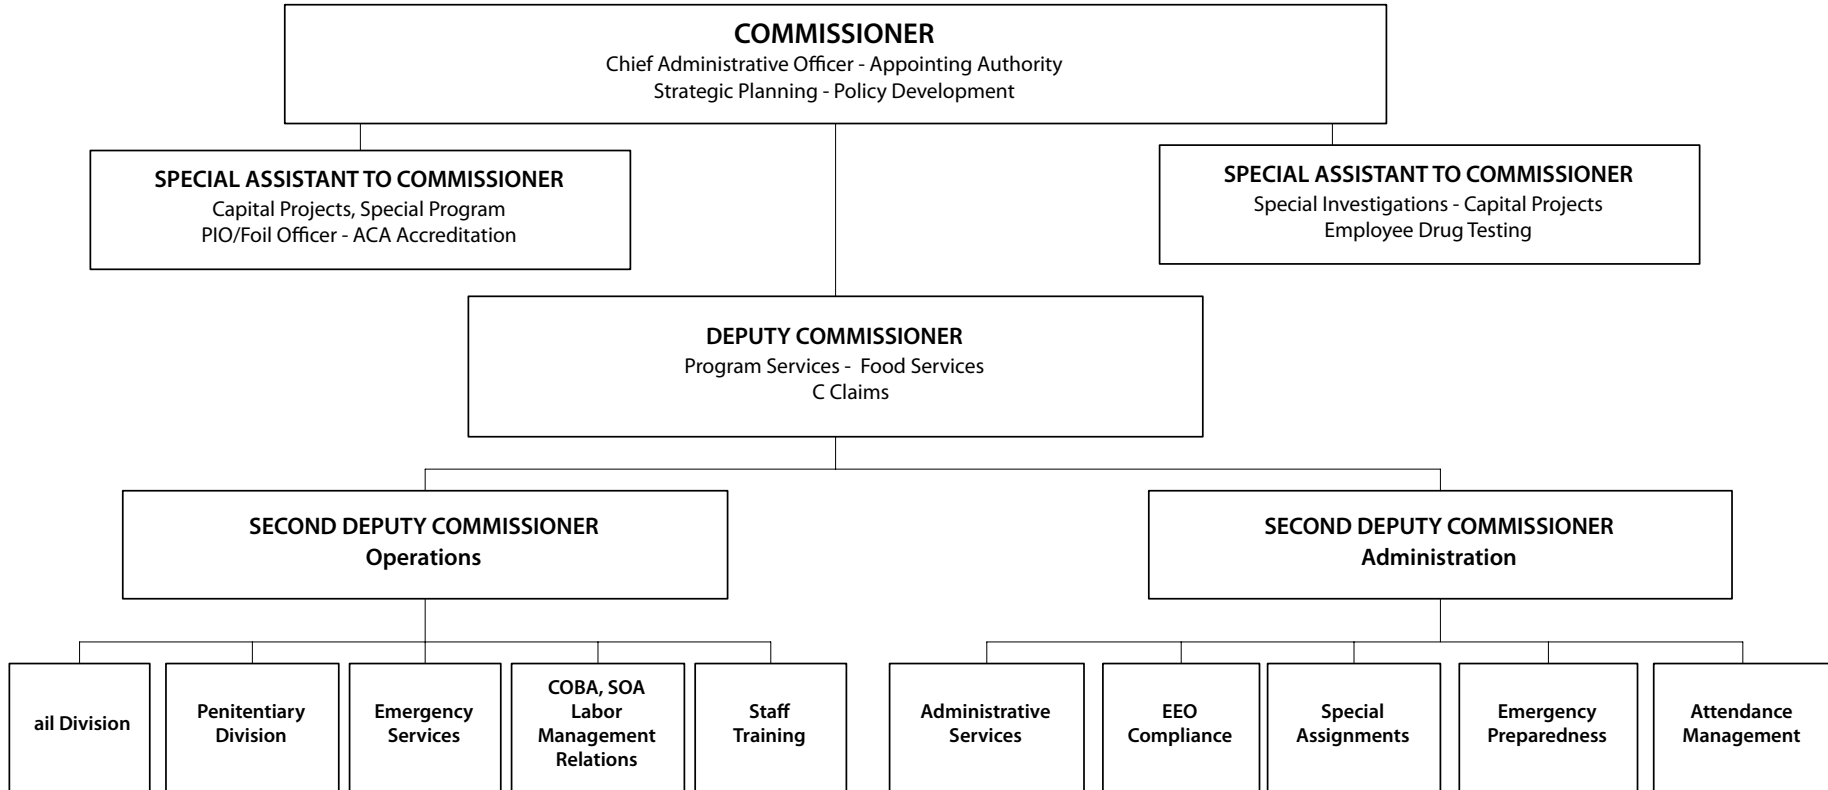 COMMISSIONER
Chief Administrative Officer - Appointing Authority
Strategic Planning - Policy Development
SPECIAL ASSISTANT TO COMMISSIONER
Capital Projects, Special Program
PIO/Foil Officer - ACA Accreditation
SPECIAL ASSISTANT TO COMMISSIONER
Special Investigations - Capital Projects
Employee Drug Testing
DEPUTY COMMISSIONER
Program Services - Food Services
C Claims
SECOND DEPUTY COMMISSIONER
Operations
SECOND DEPUTY COMMISSIONER
Administration
ail Division
Penitentiary
Division
Emergency
Services
COBA, SOA
Labor
Management
Relations
Staff
Training
Administrative
Services
EEO
Compliance
Special
Assignments
Emergency
Preparedness
Attendance
Management